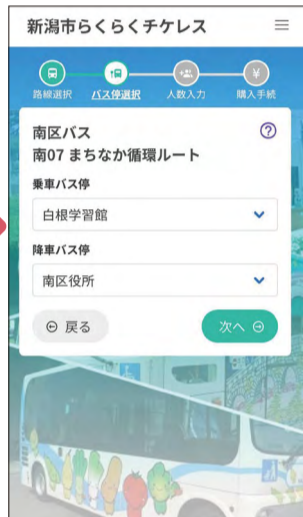 新潟市らくらくチケレス
路線選択 バス停選択 人数入力 購入手続
南区バス
南07 まちなか循環ルート
乗車バス停
白根学習館
降車バス停
南区役所
戻る 次へ